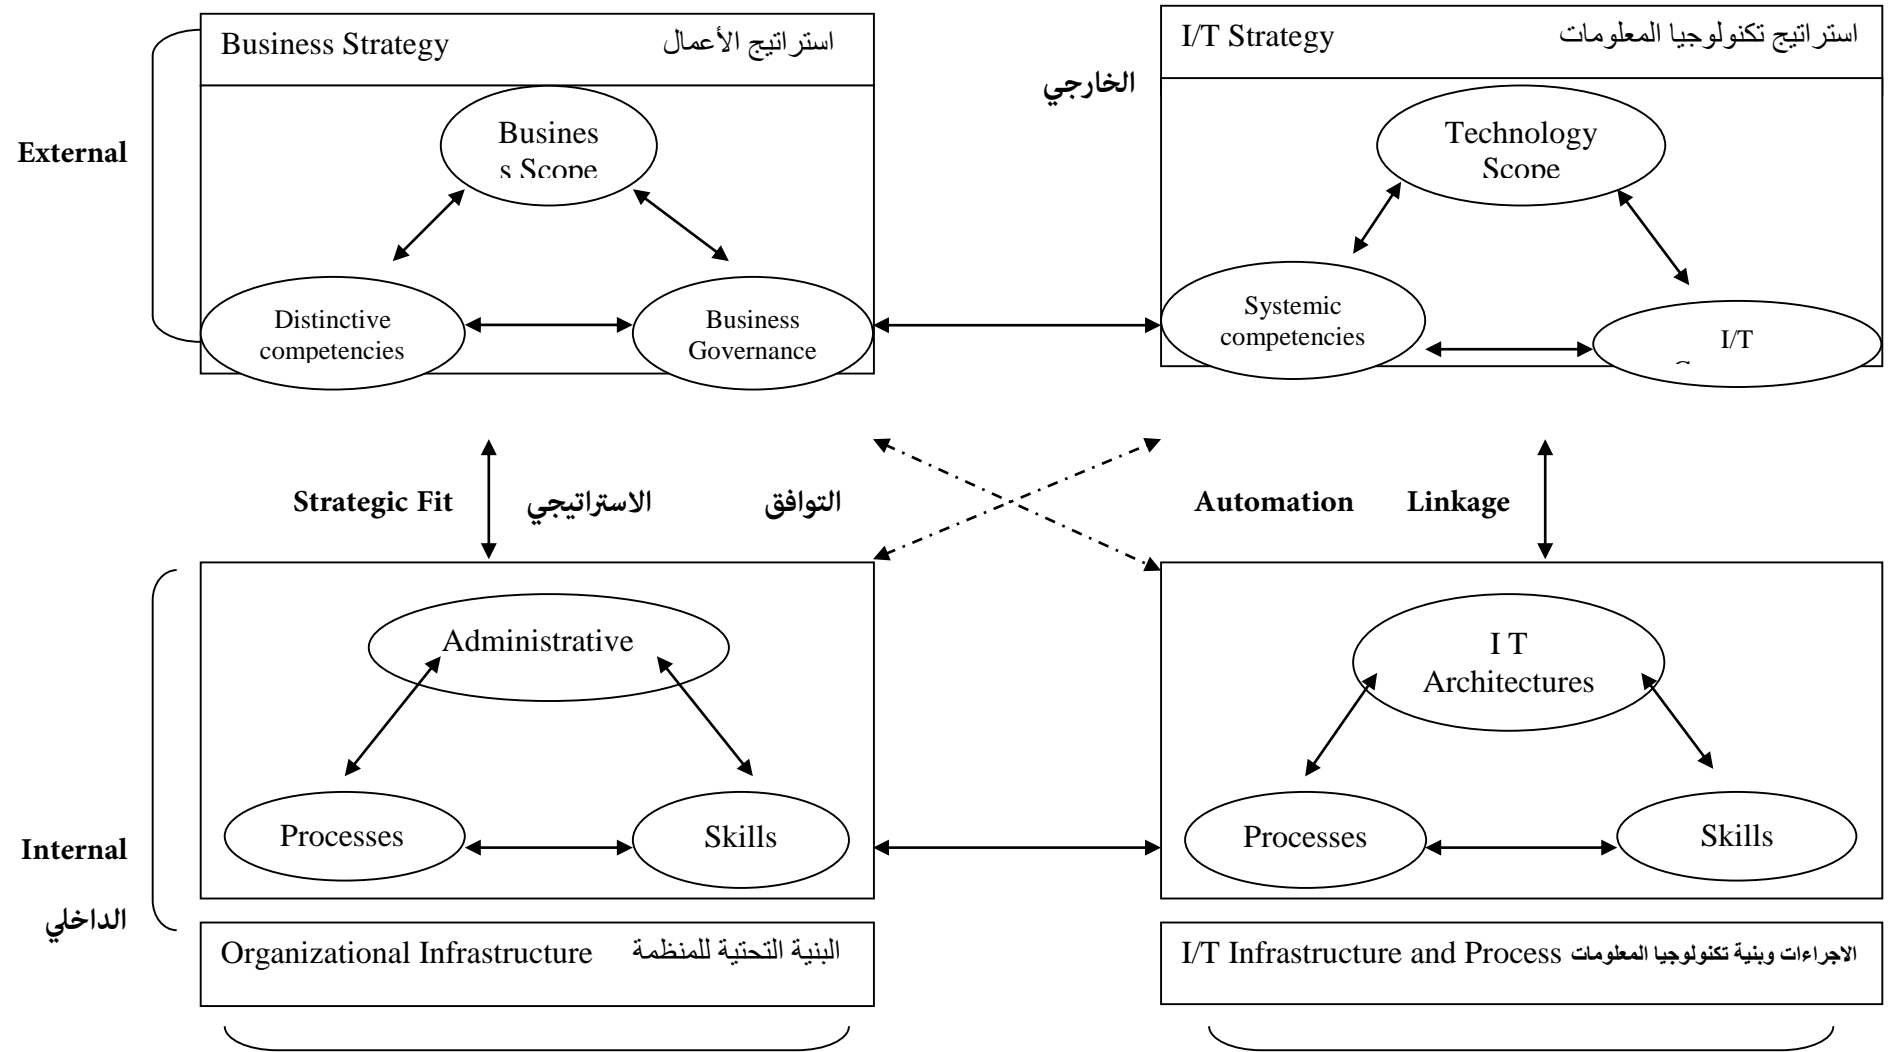 Business Strategy استراتيج الأعمال
I/T Strategy استراتيج تكنولوجيا المعلومات
الخارجي
External
Busines
s Scope
Technology
Scope
Distinctive
competencies
Business
Governance
Systemic
competencies
I/T
Strategic Fit الاستراتيجي التوافق
Automation Linkage
Administrative
I T
Architectures
Processes
Skills
Processes
Skills
Internal
الداخلي
Organizational Infrastructure البنية التحتية للمنظمة
I/T Infrastructure and Process الاجراءات وبنية تكنولوجيا المعلومات